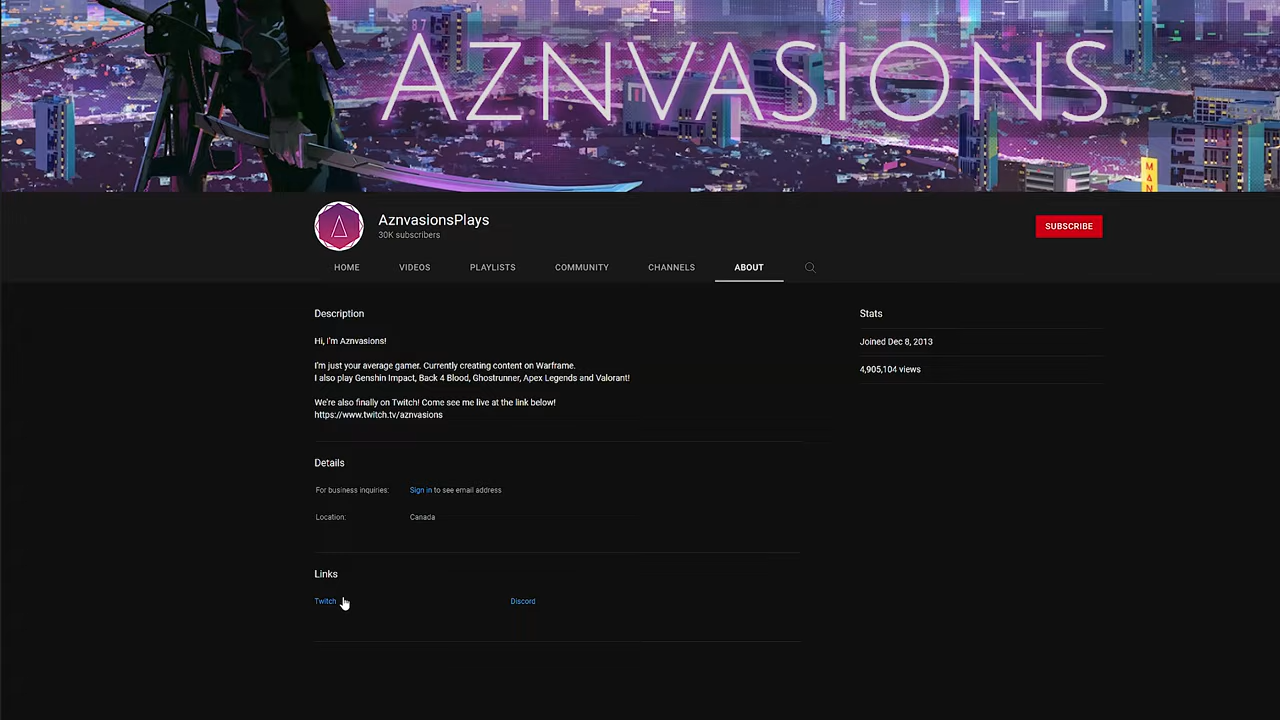 87
AZNVASIONS
MAN
AznvasionsPlays
30K subscribers
SUBSCRIBE
HOME VIDEOS PLAYLISTS COMMUNITY CHANNELS ABOUT
Description
Stats
Hi, I'm Aznvasions!
Joined Dec 8, 2013
I'm just your average gamer. Currently creating content on Warframe.
4,905,104 views
I also play Genshin Impact, Back 4 Blood, Ghostrunner, Apex Legends and Valorant!
We're also finally on Twitch! Come see me live at the link below!
https://www.twitch.tv/aznvasions
Details
For business inquiries: Sign in to see email address
Location: Canada
Links
Twitch Discord